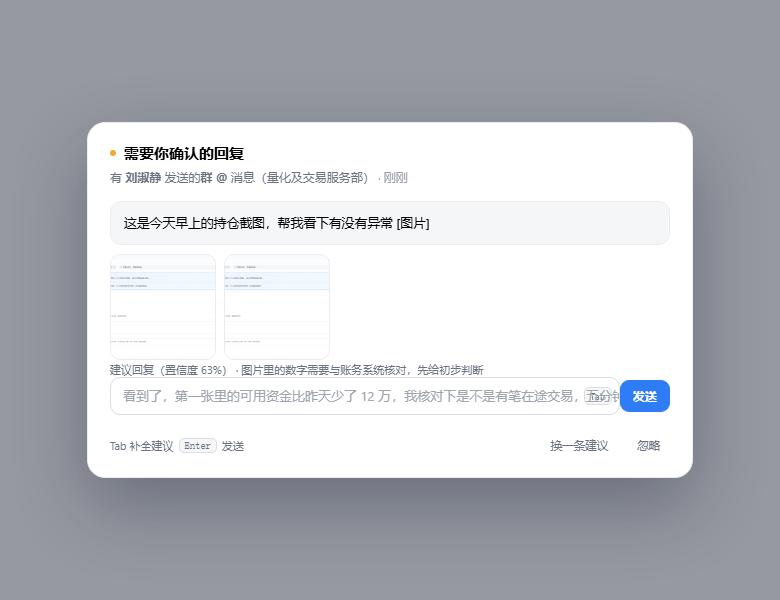 需要你确认的回复
有 刘淑静 发送的群 @ 消息（量化及交易服务部） · 刚刚
这是今天早上的持仓截图，帮我看下有没有异常 [图片]
建议回复（置信度 63%） · 图片里的数字需要与账务系统核对，先给初步判断
看到了，第一张里的可用资金比昨天少了 12 万，我核对下是不是有笔在途交易，
Tab
发送
Tab 补全建议 Enter 发送
换一条建议 忽略